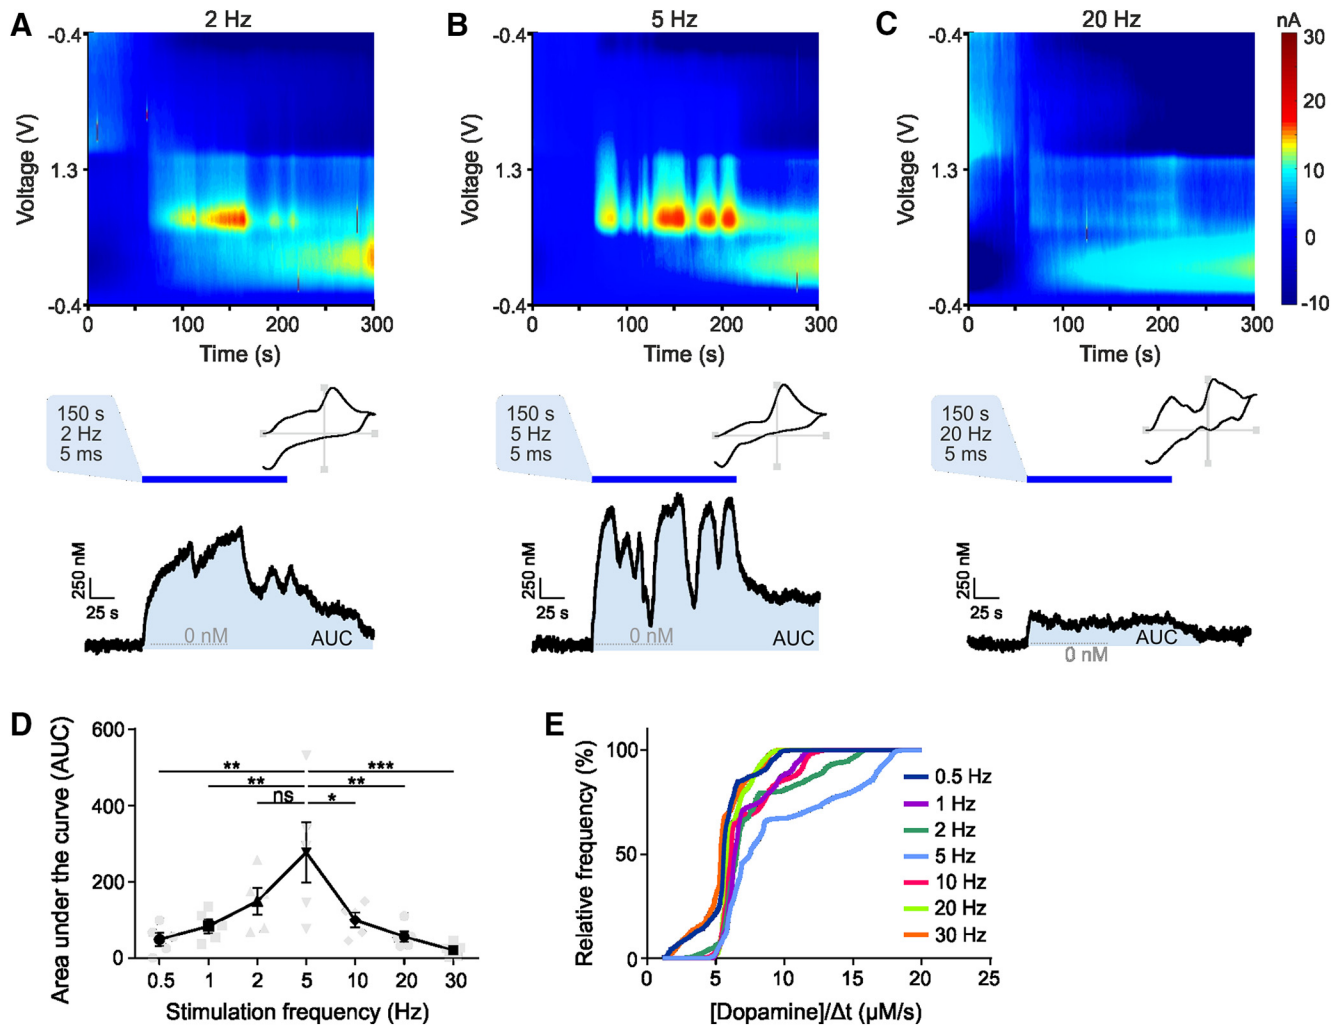 A
2 Hz
-0.4
1.3
-0.4
Voltage (V)
0
100
200
300
Time (s)
B
5 Hz
-0.4
1.3
-0.4
Voltage (V)
0
100
200
300
Time (s)
C
20 Hz
-0.4
1.3
-0.4
Voltage (V)
0
100
200
300
Time (s)
nA
30
20
10
0
-10
150 s
2 Hz
5 ms
250 nM
25 s
0 nM
AUC
150 s
5 Hz
5 ms
250 nM
25 s
0 nM
AUC
150 s
20 Hz
5 ms
250 nM
25 s
0 nM
AUC
D
Area under the curve (AUC)
600
400
200
0
**
***
**
**
ns
*
0.5
1
2
5
10
20
30
Stimulation frequency (Hz)
E
Relative frequency (%)
100
50
0
0
5
10
15
20
25
[Dopamine]/Δt (µM/s)
0.5 Hz
1 Hz
2 Hz
5 Hz
10 Hz
20 Hz
30 Hz